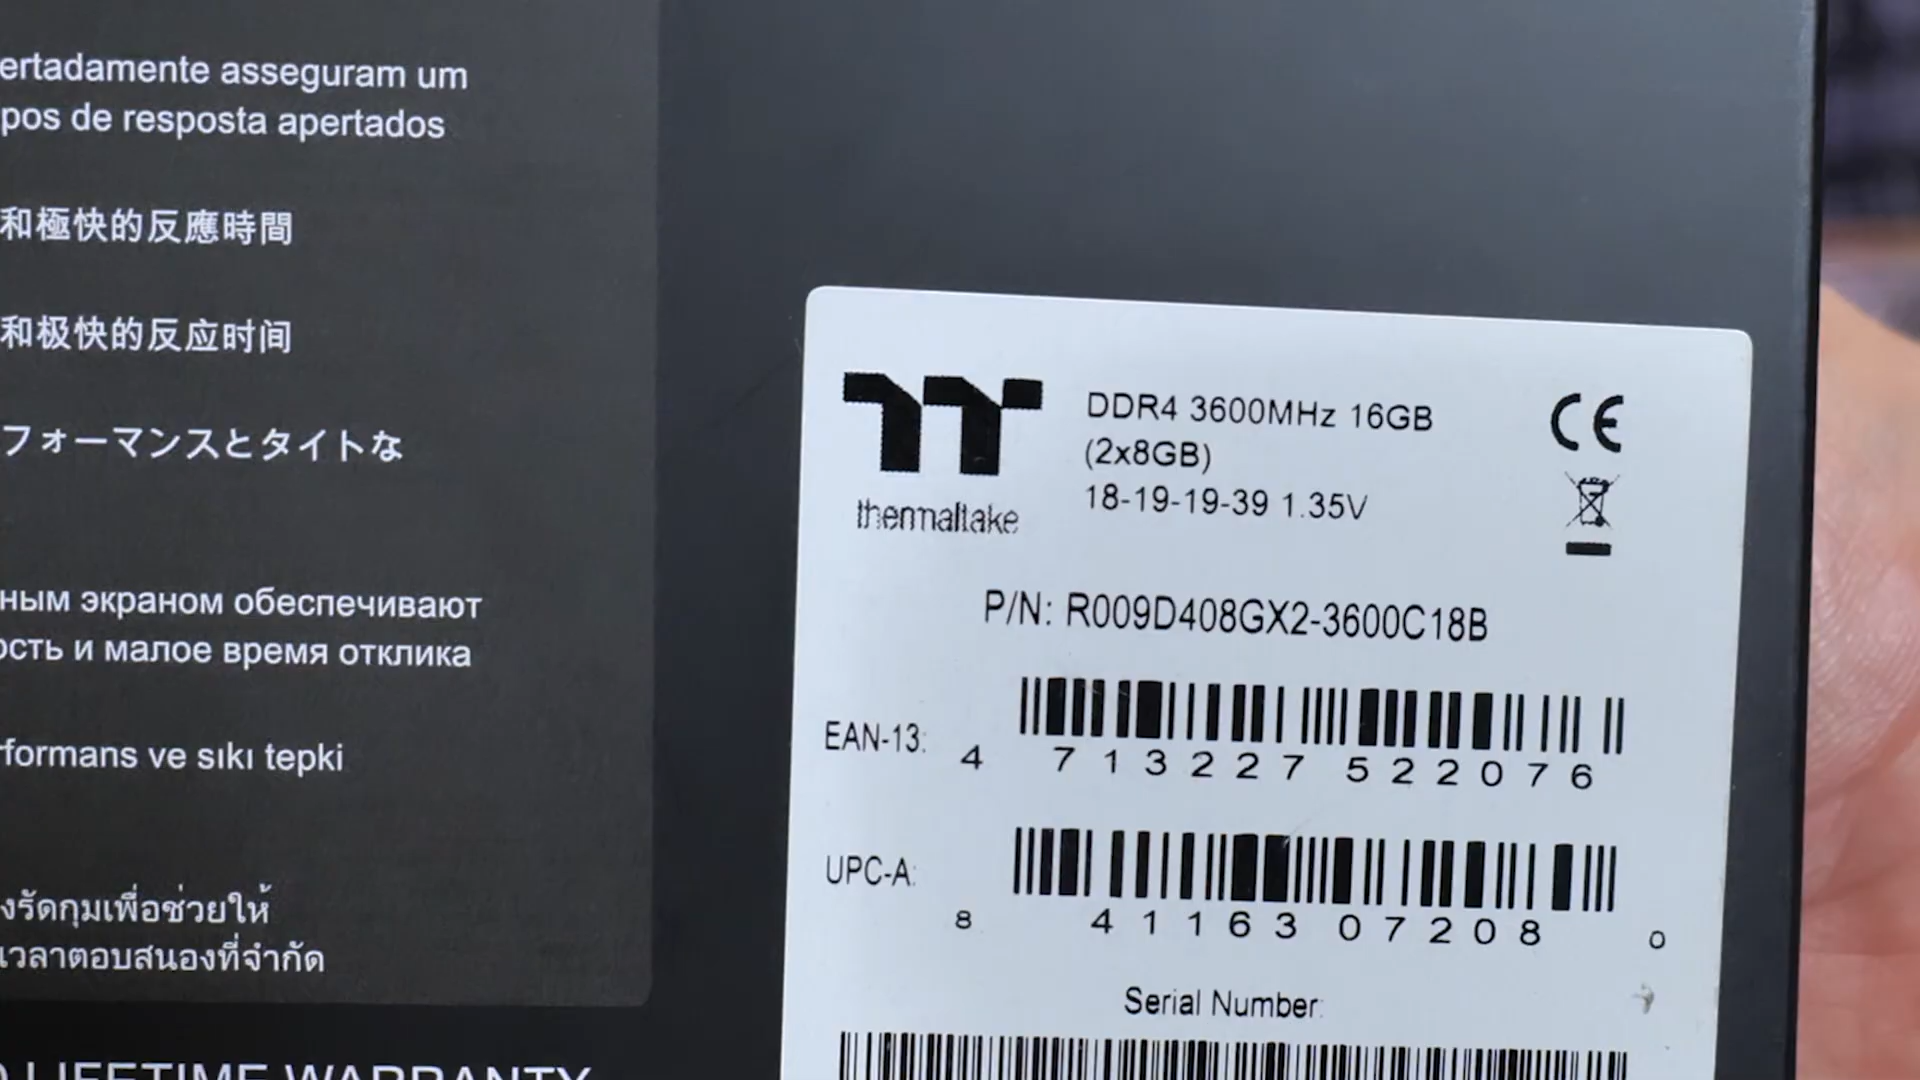 ertadamente asseguram um
pos de resposta apertados
和極快的反應時間
和极快的反应时间
フォーマンスとタイトな
ным экраном обеспечивают
ость и малое время отклика
rformans ve sıkı tepki
งรัดกุมเพื่อช่วยให้
เวลาตอบสนองที่จำกัด
LIFETIME WARRANTY
thermaltake
DDR4 3600MHz 16GB
(2x8GB)
18-19-19-39 1.35V
CE
P/N: R009D408GX2-3600C18B
EAN-13: 4 713227 522076
UPC-A: 8 41163 07208 0
Serial Number: